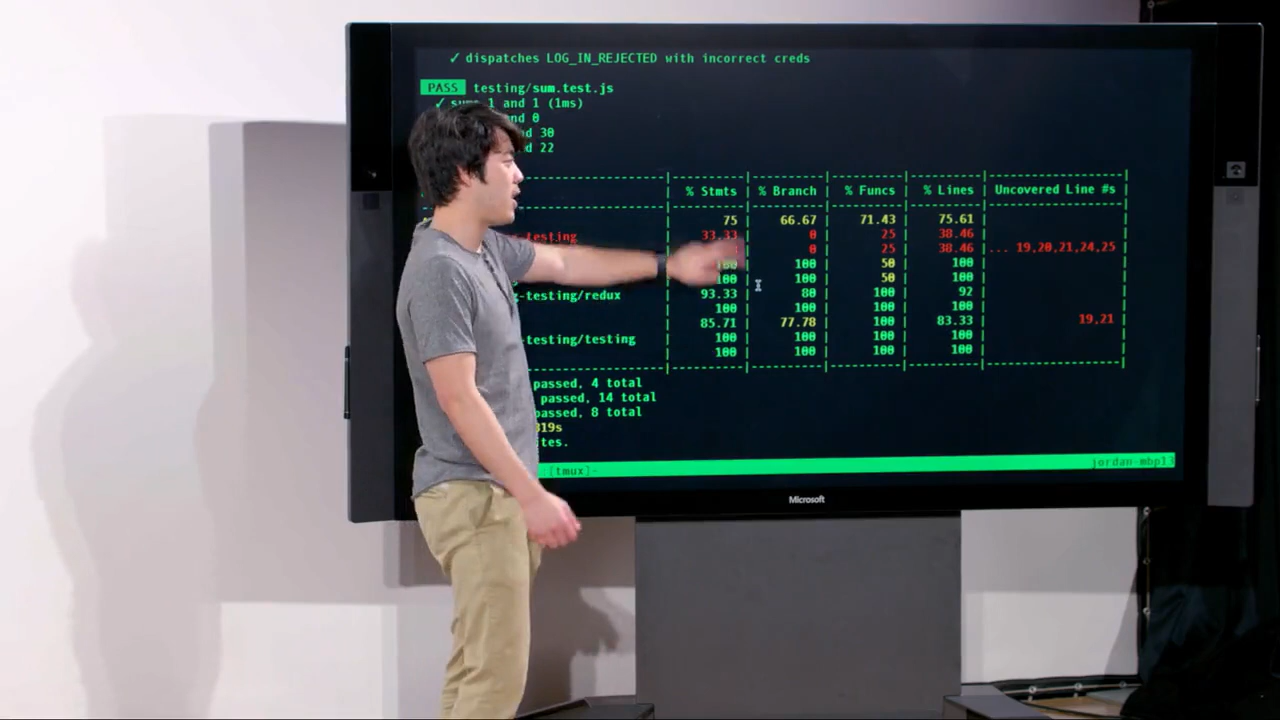 ✓ dispatches LOG_IN_REJECTED with incorrect creds
PASS testing/sum.test.js
✓ sums 1 and 1 (1ms)
and 0
nd 30
nd 22
% Stmts | % Branch | % Funcs | % Lines | Uncovered Line #s
75 | 66.67 | 71.43 | 75.61
-testing | 33.33 | 0 | 25 | 38.46
0 | 25 | 38.46 | ... 19,20,21,24,25
100 | 100 | 50 | 100
100 | 100 | 50 | 100
-testing/redux | 93.33 | 80 | 100 | 92
100 | 100 | 100 | 100
85.71 | 77.78 | 100 | 83.33 | 19,21
-testing/testing | 100 | 100 | 100 | 100
100 | 100 | 100 | 100
passed, 4 total
passed, 14 total
passed, 8 total
319s
tes.
[tmux]-
jordan-mbp13
Microsoft